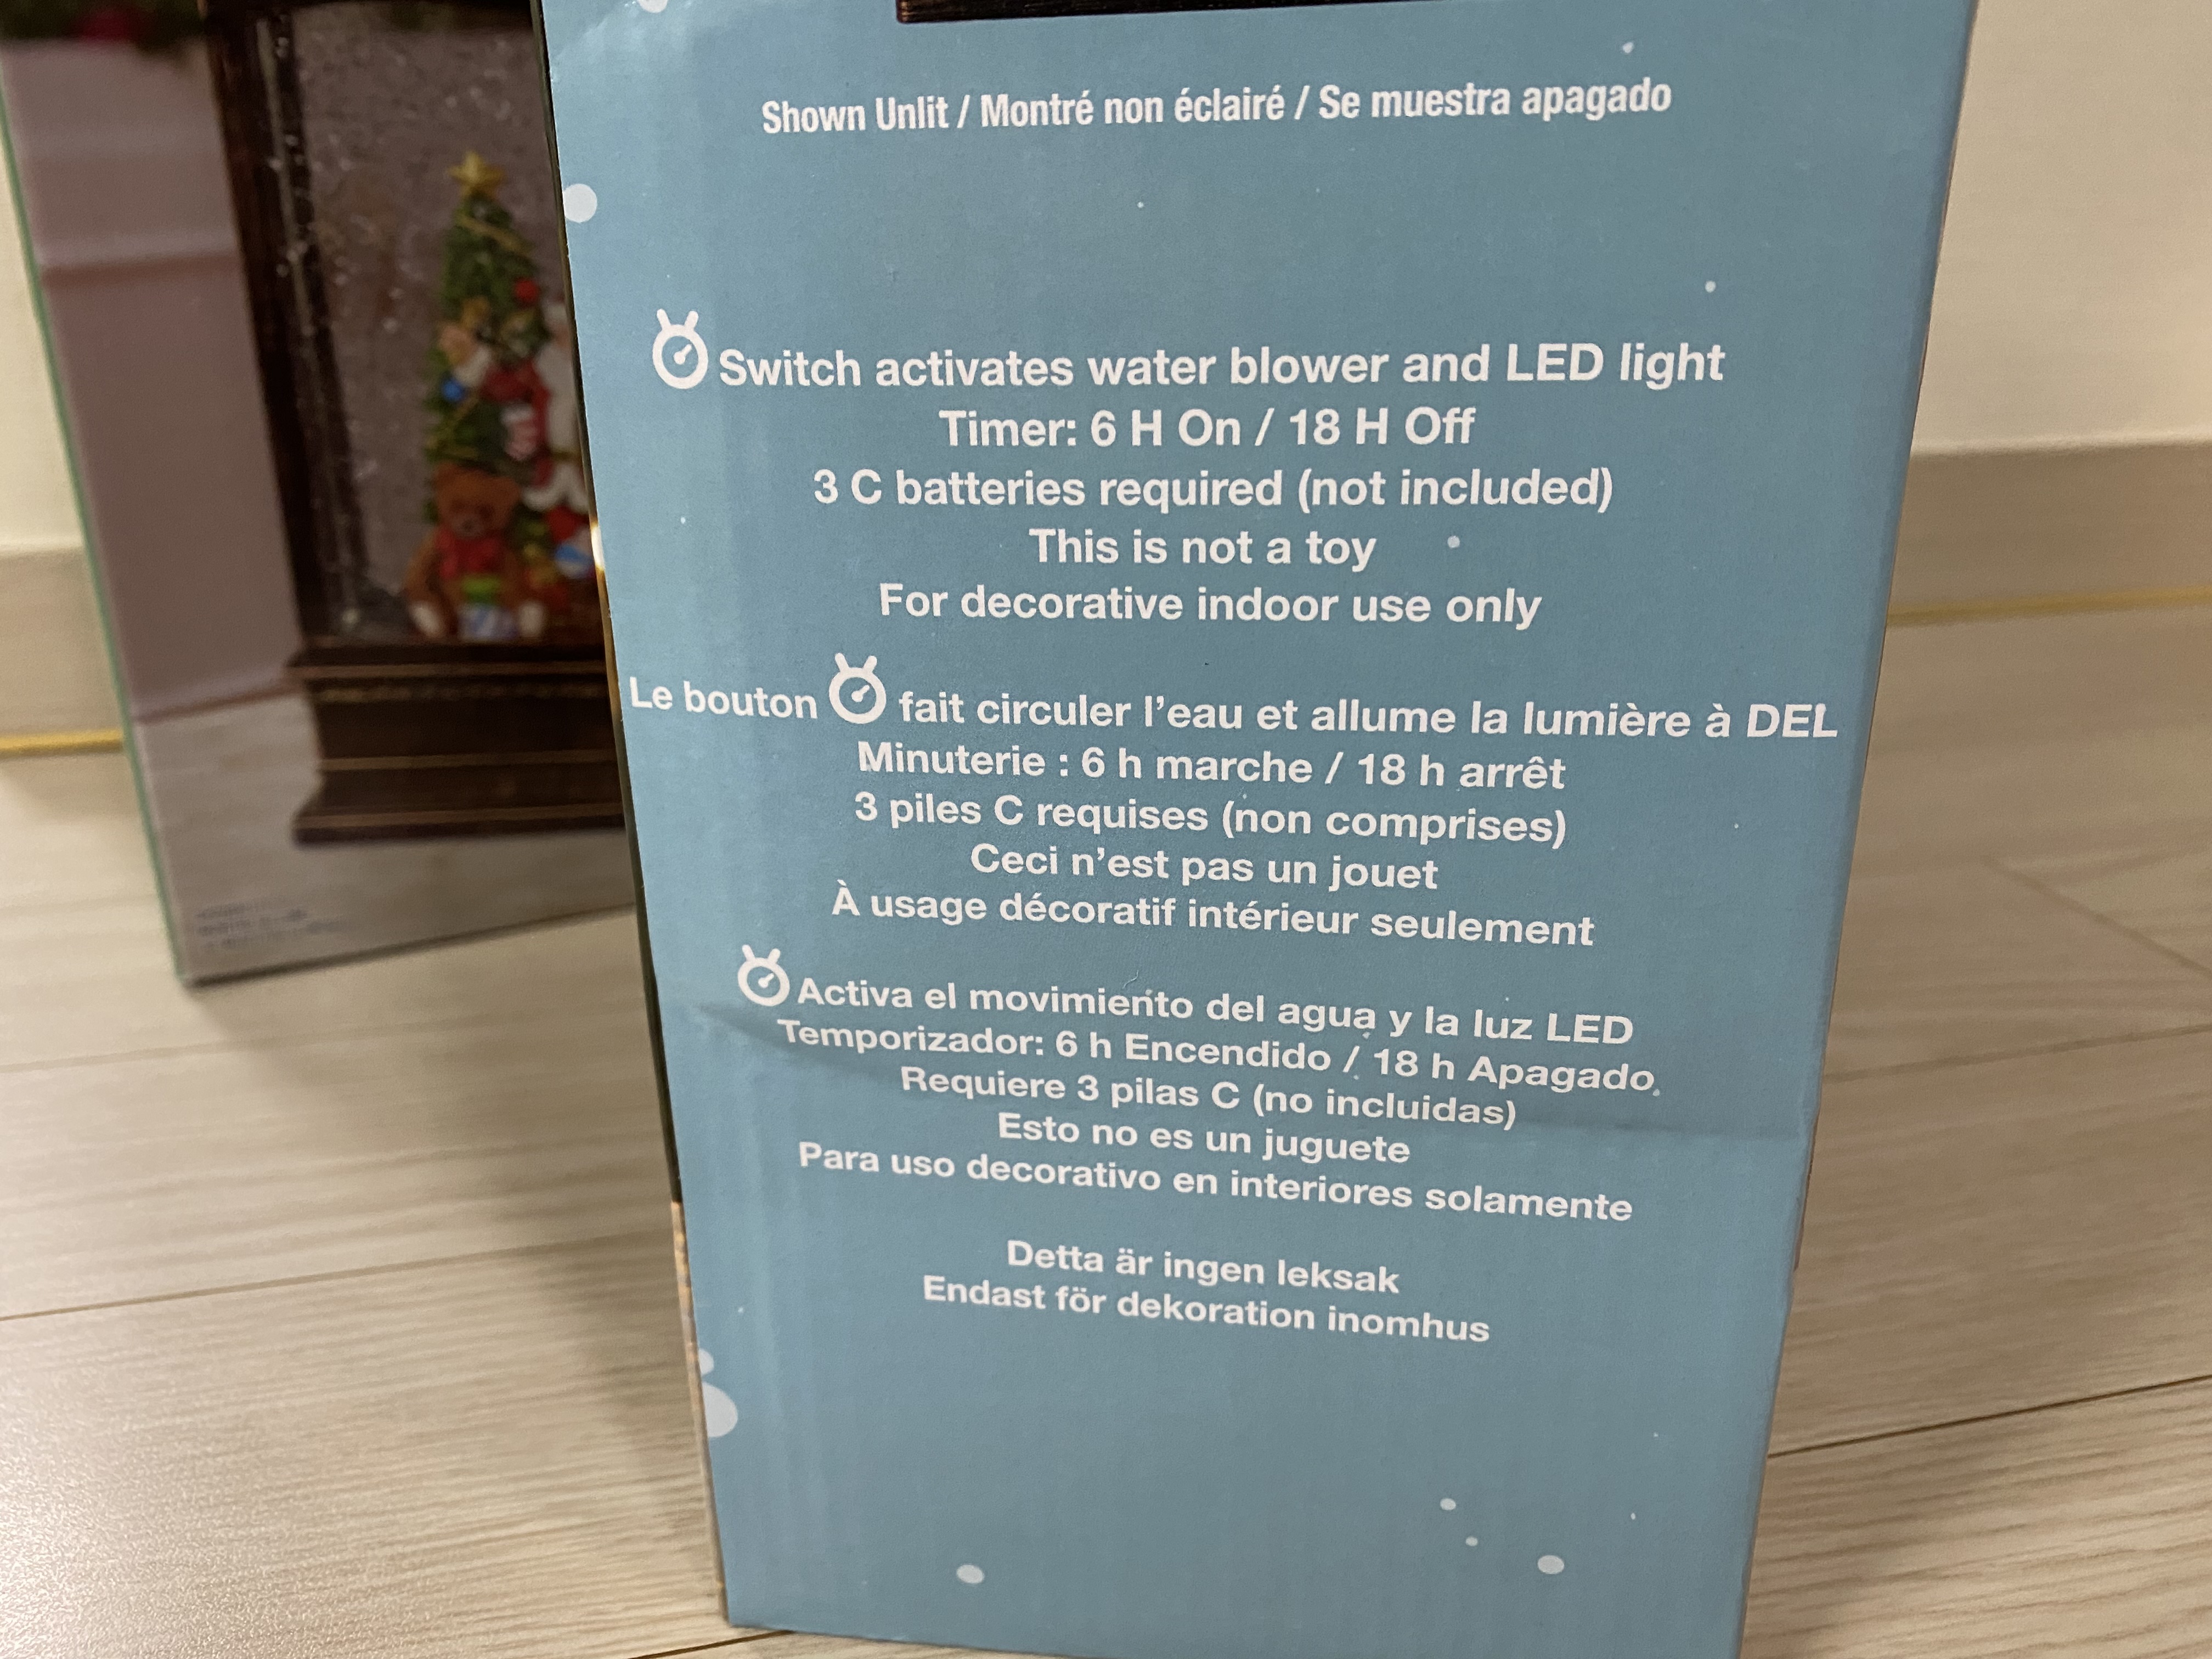 Shown Unlit / Montré non éclairé / Se muestra apagado
Switch activates water blower and LED light
Timer: 6 H On / 18 H Off
3 C batteries required (not included)
This is not a toy
For decorative indoor use only
Le bouton fait circuler l'eau et allume la lumière à DEL
Minuterie : 6 h marche / 18 h arrêt
3 piles C requises (non comprises)
Ceci n'est pas un jouet
À usage décoratif intérieur seulement
Activa el movimiento del agua y la luz LED
Temporizador: 6 h Encendido / 18 h Apagado
Requiere 3 pilas C (no incluidas)
Esto no es un juguete
Para uso decorativo en interiores solamente
Detta är ingen leksak
Endast för dekoration inomhus